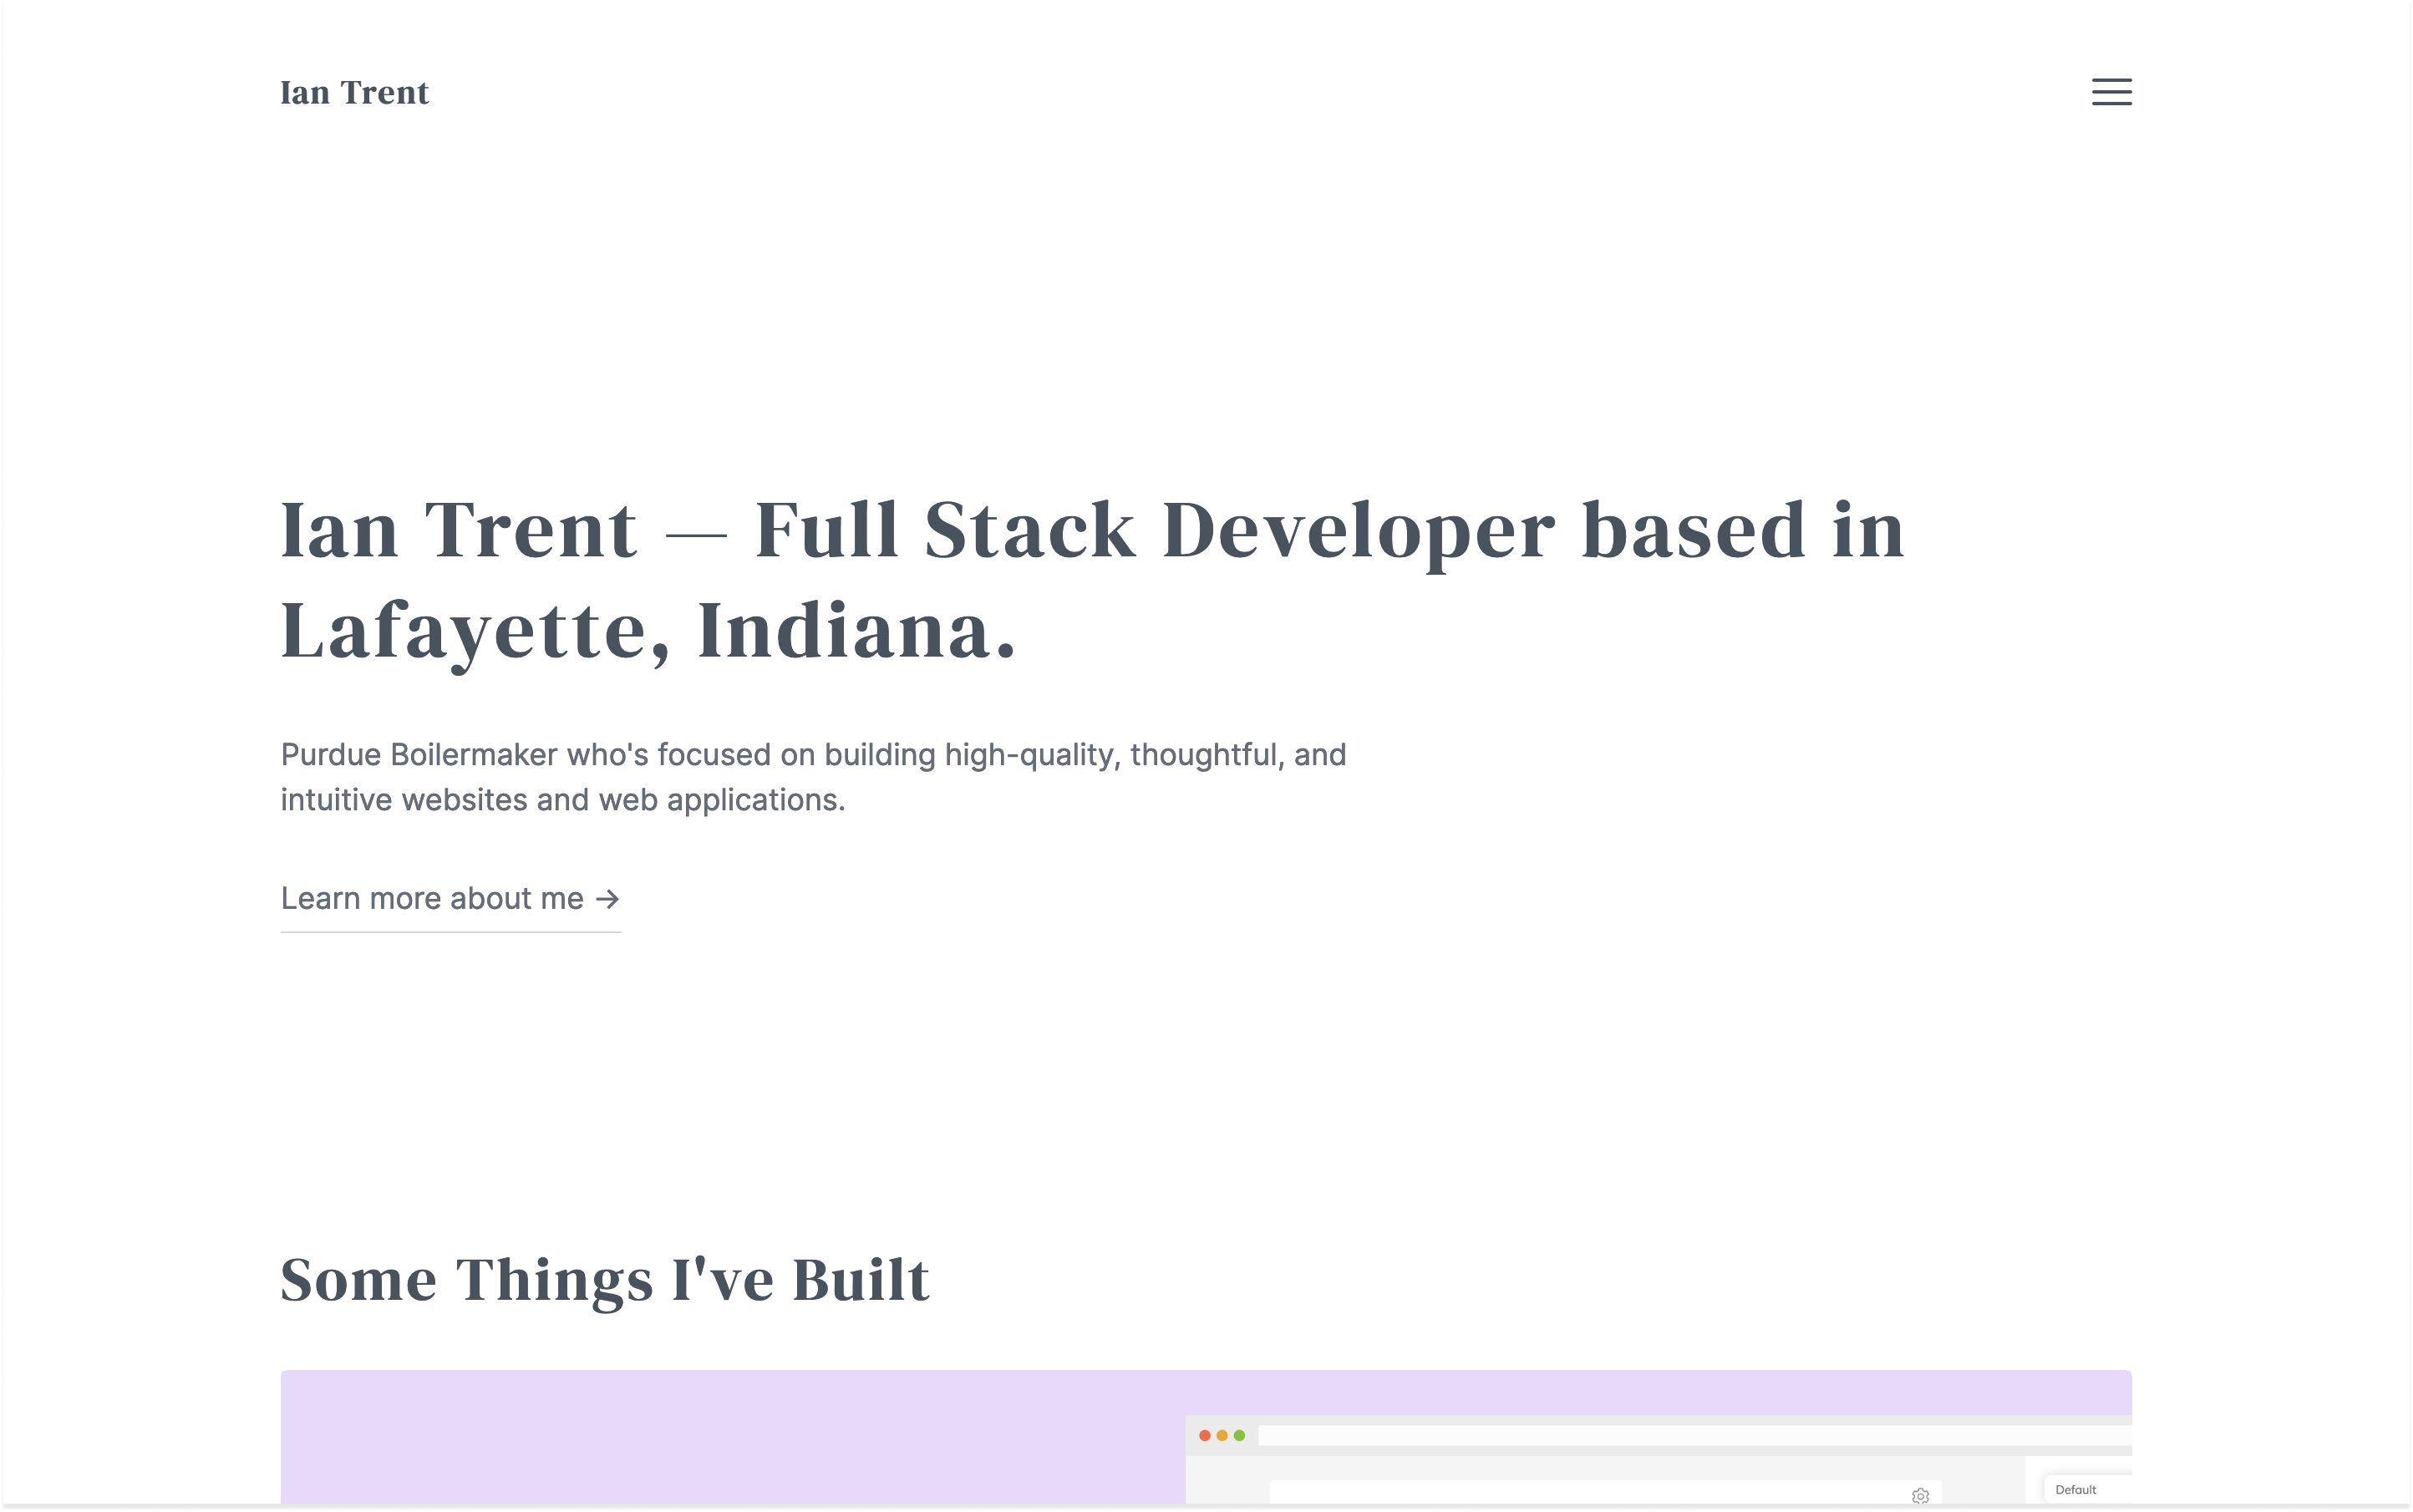 Ian Trent
Ian Trent — Full Stack Developer based in
Lafayette, Indiana.
Purdue Boilermaker who's focused on building high-quality, thoughtful, and
intuitive websites and web applications.
Learn more about me →
Some Things I've Built
Default